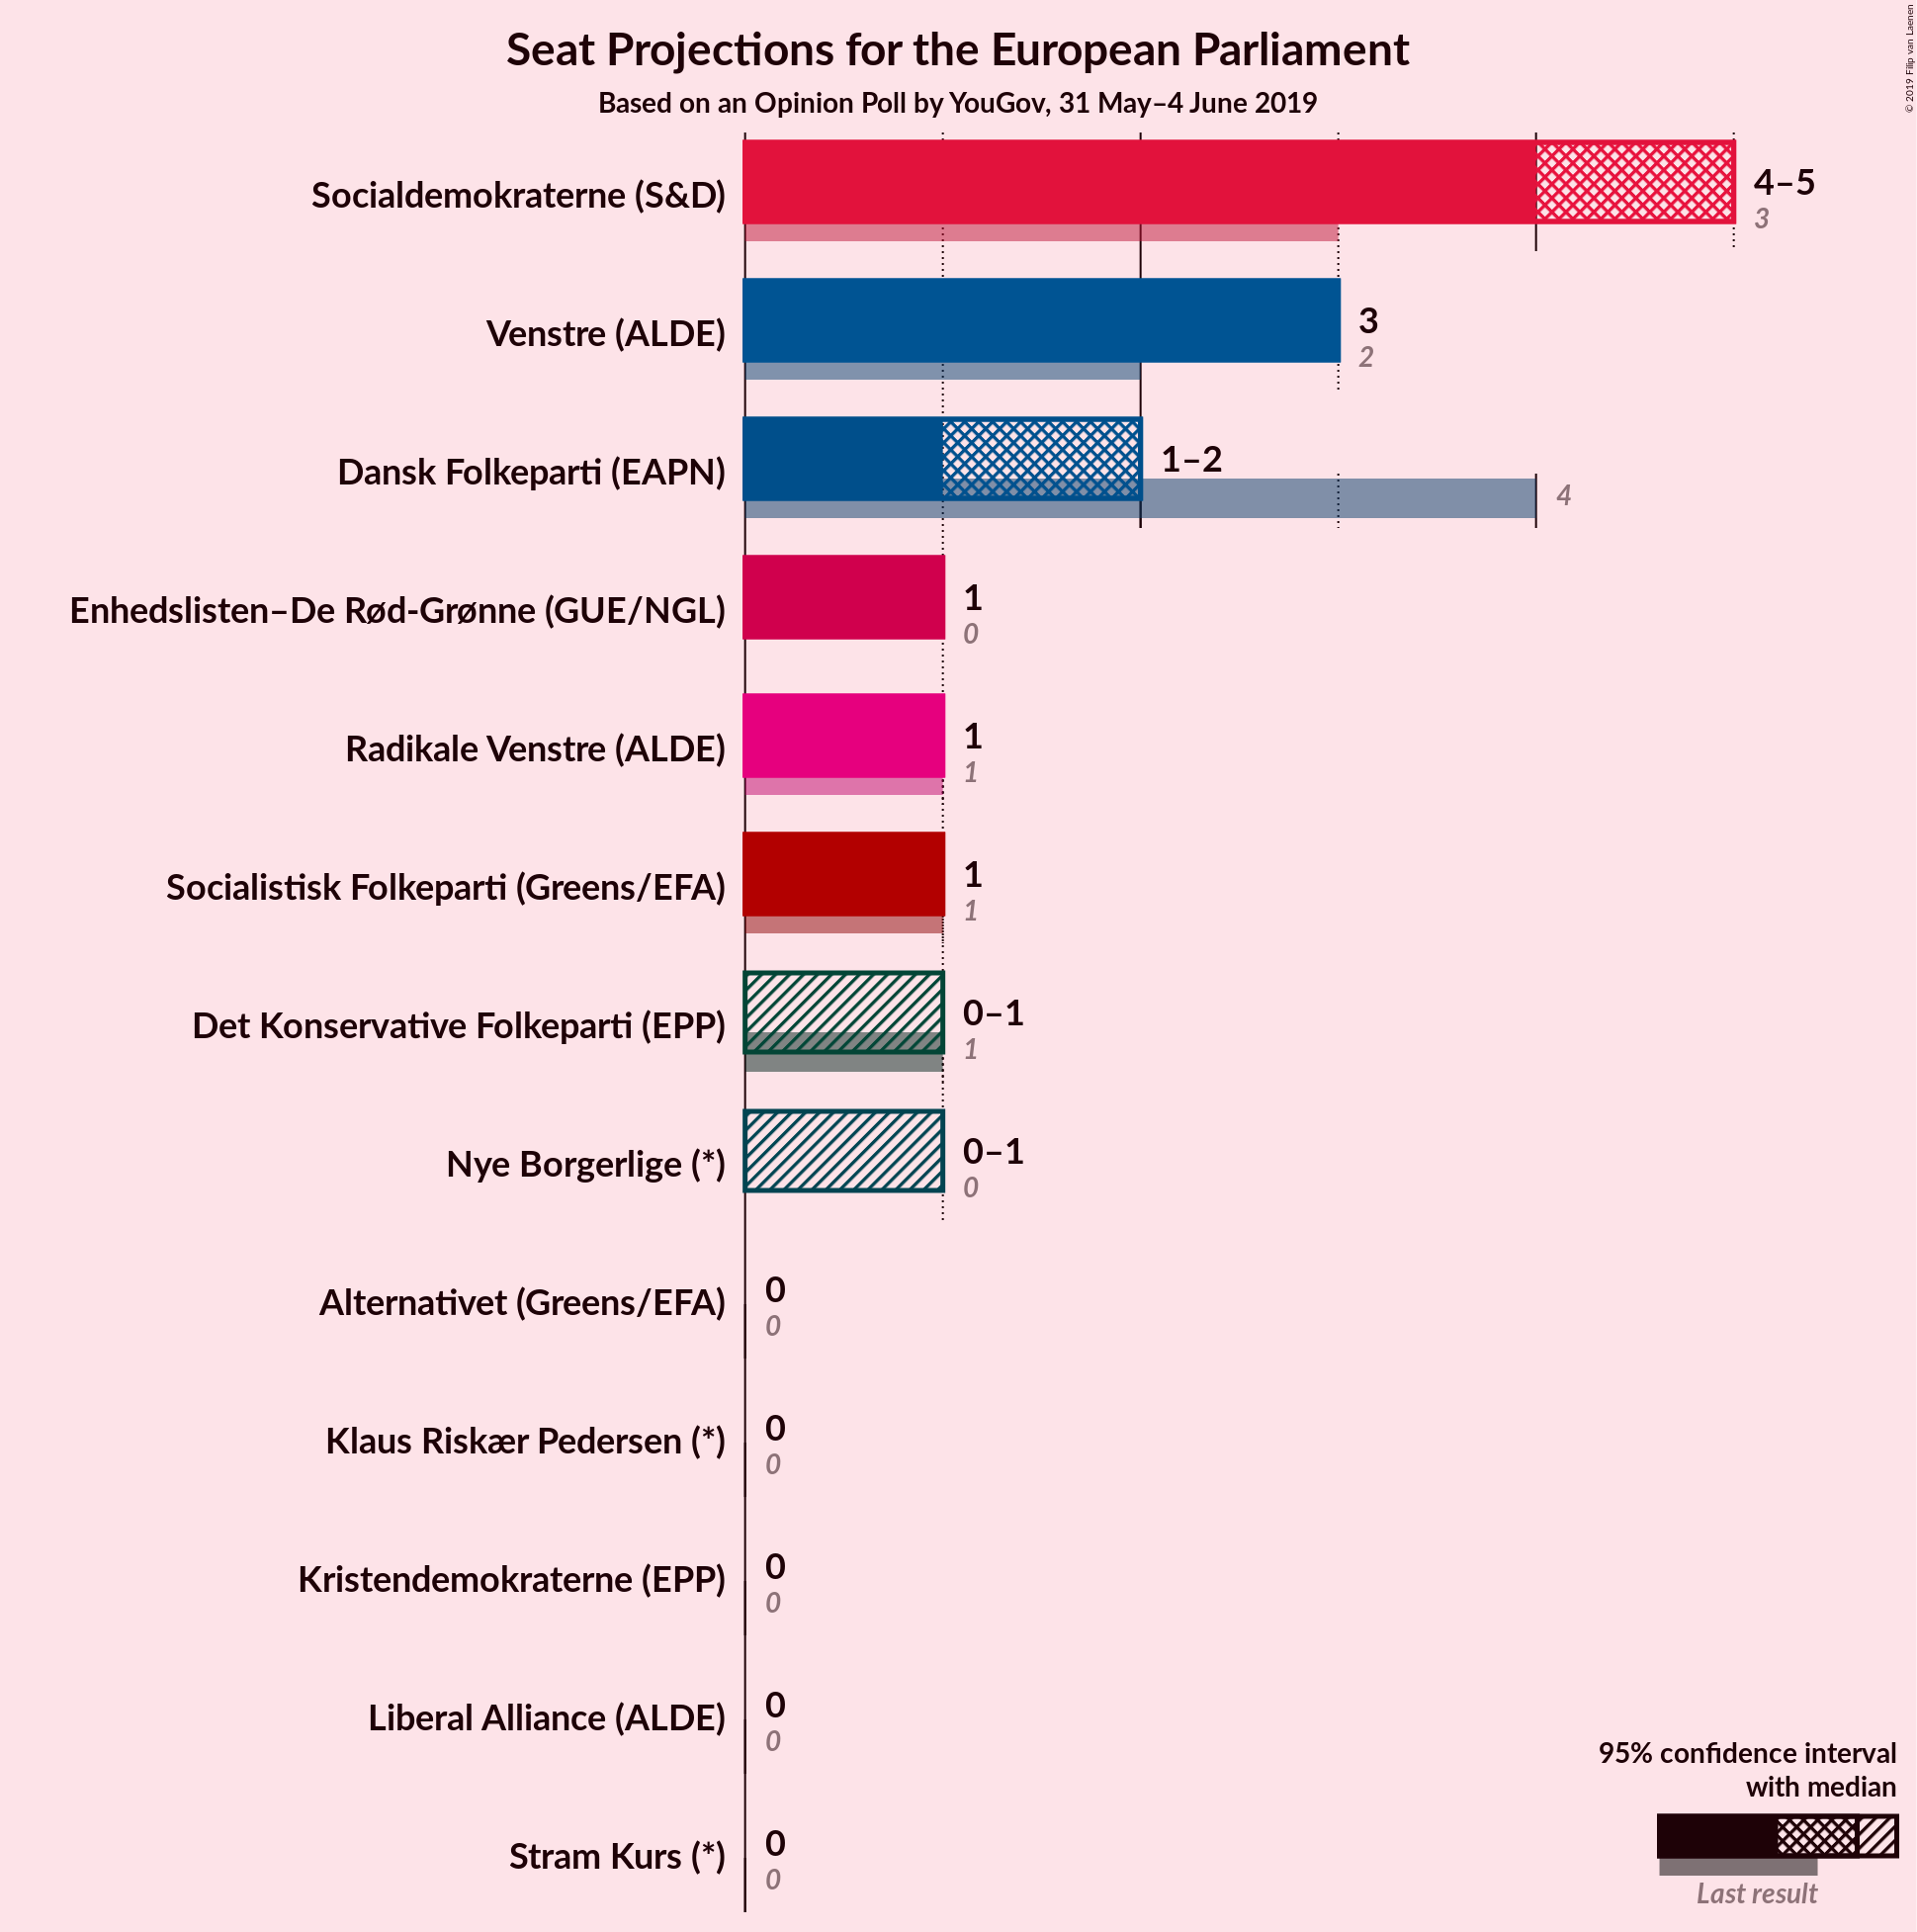 Seat Projections for the European Parliament
Based on an Opinion Poll by YouGov, 31 May–4 June 2019
© 2019 Filip van Laenen
Socialdemokraterne (S&D)
4–5
3
Venstre (ALDE)
3
2
Dansk Folkeparti (EAPN)
1–2
4
Enhedslisten–De Rød-Grønne (GUE/NGL)
1
0
Radikale Venstre (ALDE)
1
1
Socialistisk Folkeparti (Greens/EFA)
1
1
Det Konservative Folkeparti (EPP)
0–1
1
Nye Borgerlige (*)
0–1
0
Alternativet (Greens/EFA)
0
0
Klaus Riskær Pedersen (*)
0
0
Kristendemokraterne (EPP)
0
0
Liberal Alliance (ALDE)
0
0
Stram Kurs (*)
0
0
95% confidence interval
with median
Last result